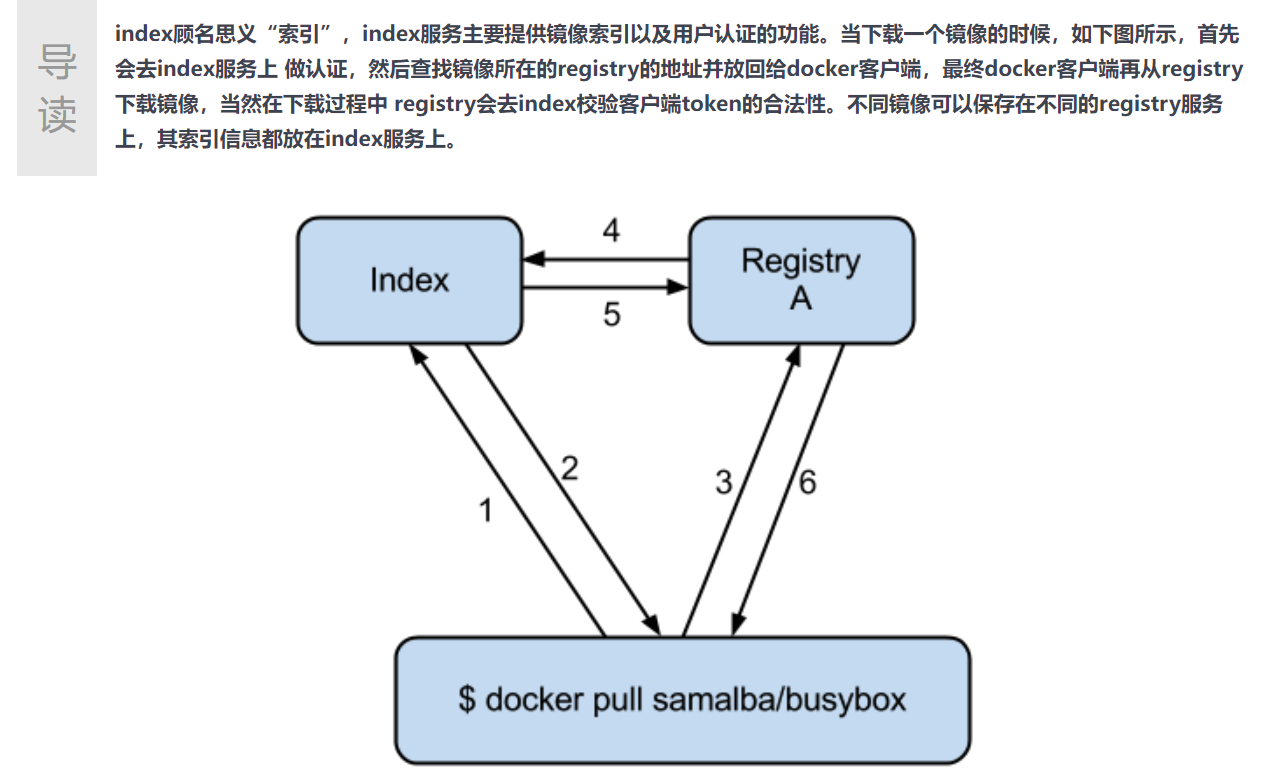 导
读
index顾名思义“索引”，index服务主要提供镜像索引以及用户认证的功能。当下载一个镜像的时候，如下图所示，首先
会去index服务上 做认证，然后查找镜像所在的registry的地址并放回给docker客户端，最终docker客户端再从registry
下载镜像，当然在下载过程中 registry会去index校验客户端token的合法性。不同镜像可以保存在不同的registry服务
上，其索引信息都放在index服务上。
4
Index
Registry
A
5
2
3
6
1
$ docker pull samalba/busybox